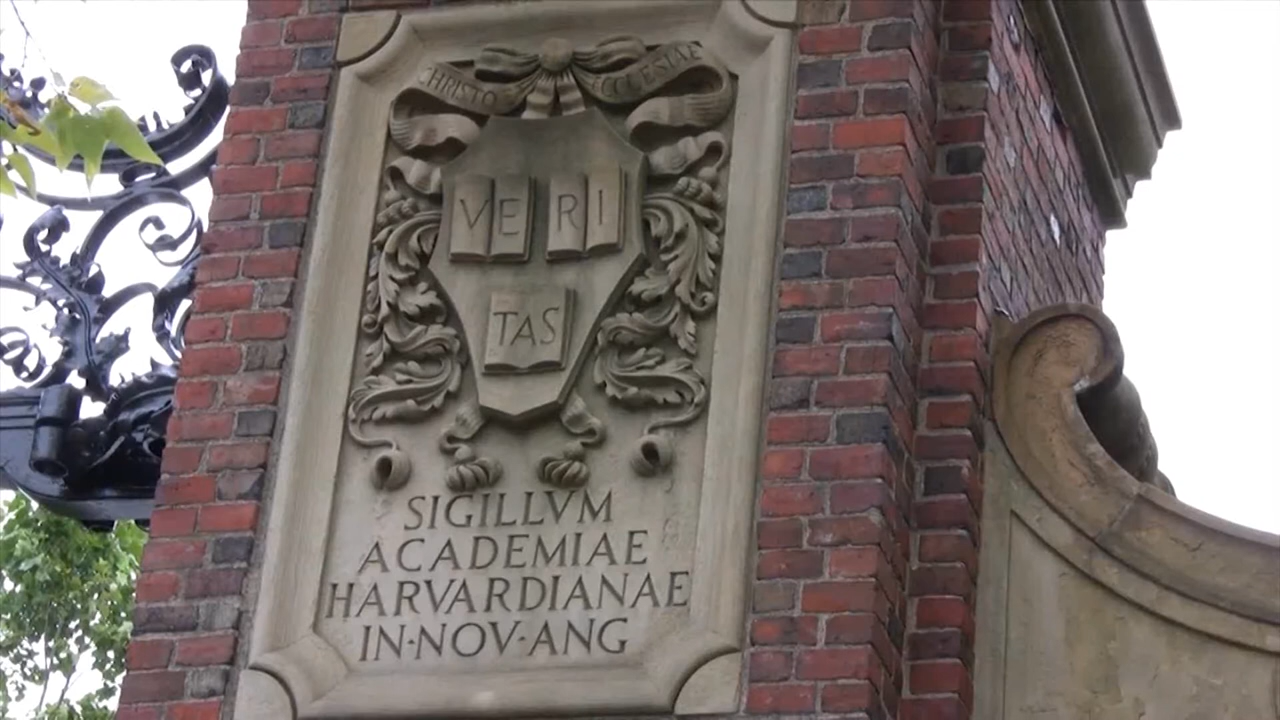 CHRISTO ECCLESIAE
VE RI
TAS
SIGILLVM
ACADEMIAE
HARVARDIANAE
IN·NOV·ANG